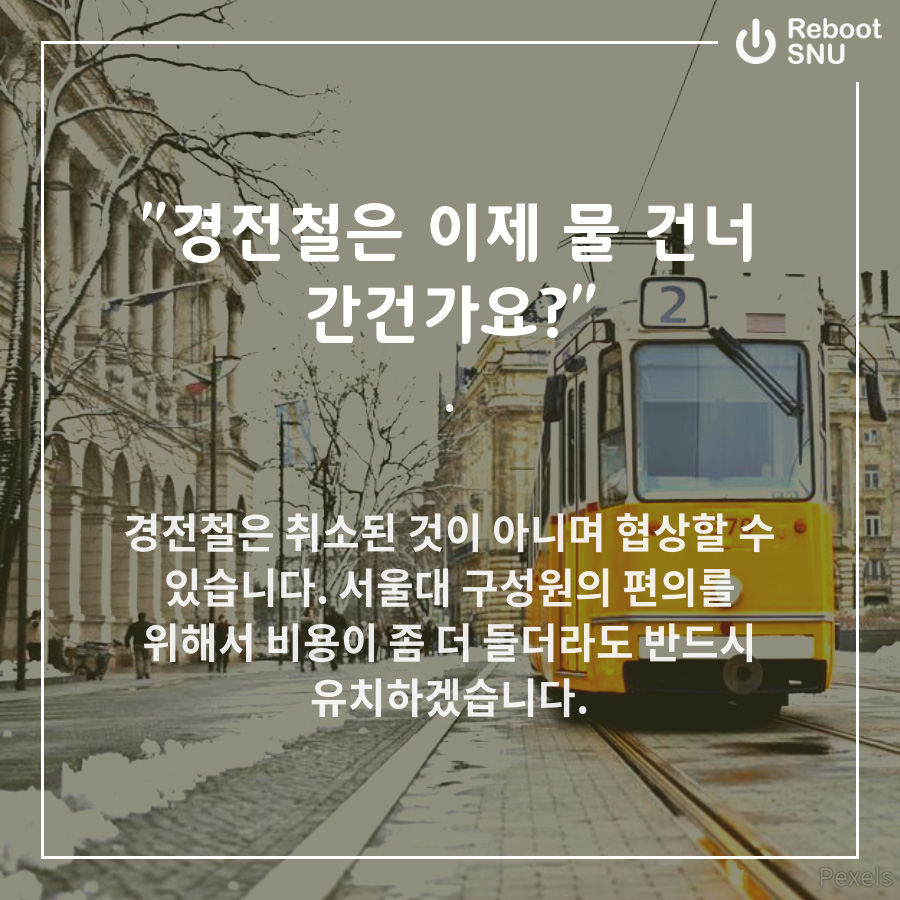 Reboot
SNU
"경전철은 이제 물 건너
간건가요?"
.
2
경전철은 취소된 것이 아니며 협상할 수
있습니다. 서울대 구성원의 편의를
위해서 비용이 좀 더 들더라도 반드시
유치하겠습니다.
Pexels